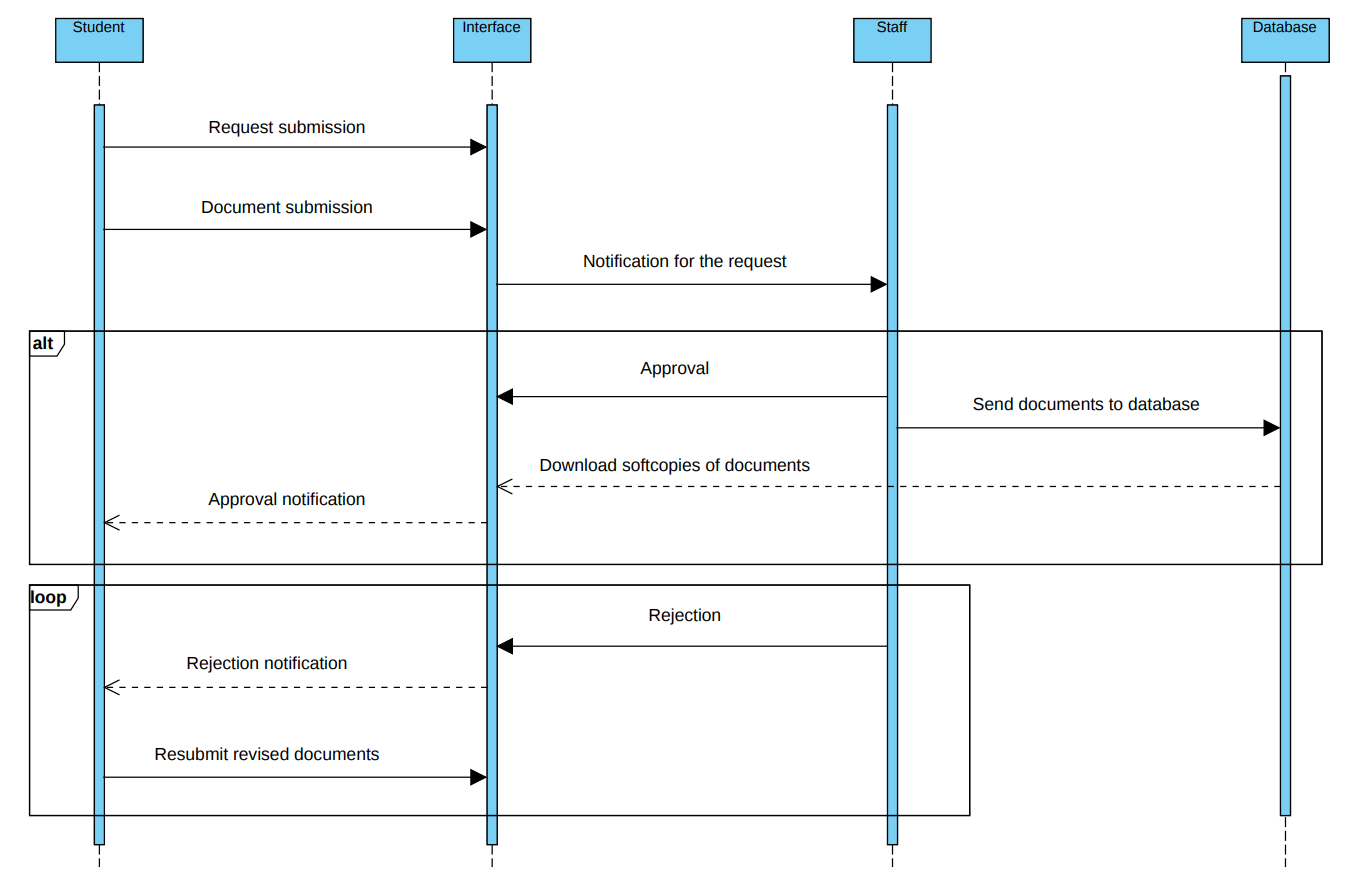 Student
Interface
Staff
Database
Request submission
Document submission
Notification for the request
alt
Approval
Send documents to database
Download softcopies of documents
Approval notification
loop
Rejection
Rejection notification
Resubmit revised documents